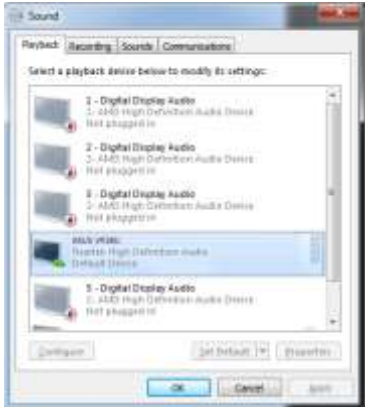 Sound
Playback Recording Sounds Communications
Select a playback device below to modify its settings:
1 - Digital Display Audio
2- AMD High Definition Audio Device
Not plugged in
2 - Digital Display Audio
2- AMD High Definition Audio Device
Not plugged in
3 - Digital Display Audio
2- AMD High Definition Audio Device
Not plugged in
ASUS
High Definition Audio
Default Device
5 - Digital Display Audio
2- AMD High Definition Audio Device
Not plugged in
Configure Set Default Properties
OK Cancel Apply